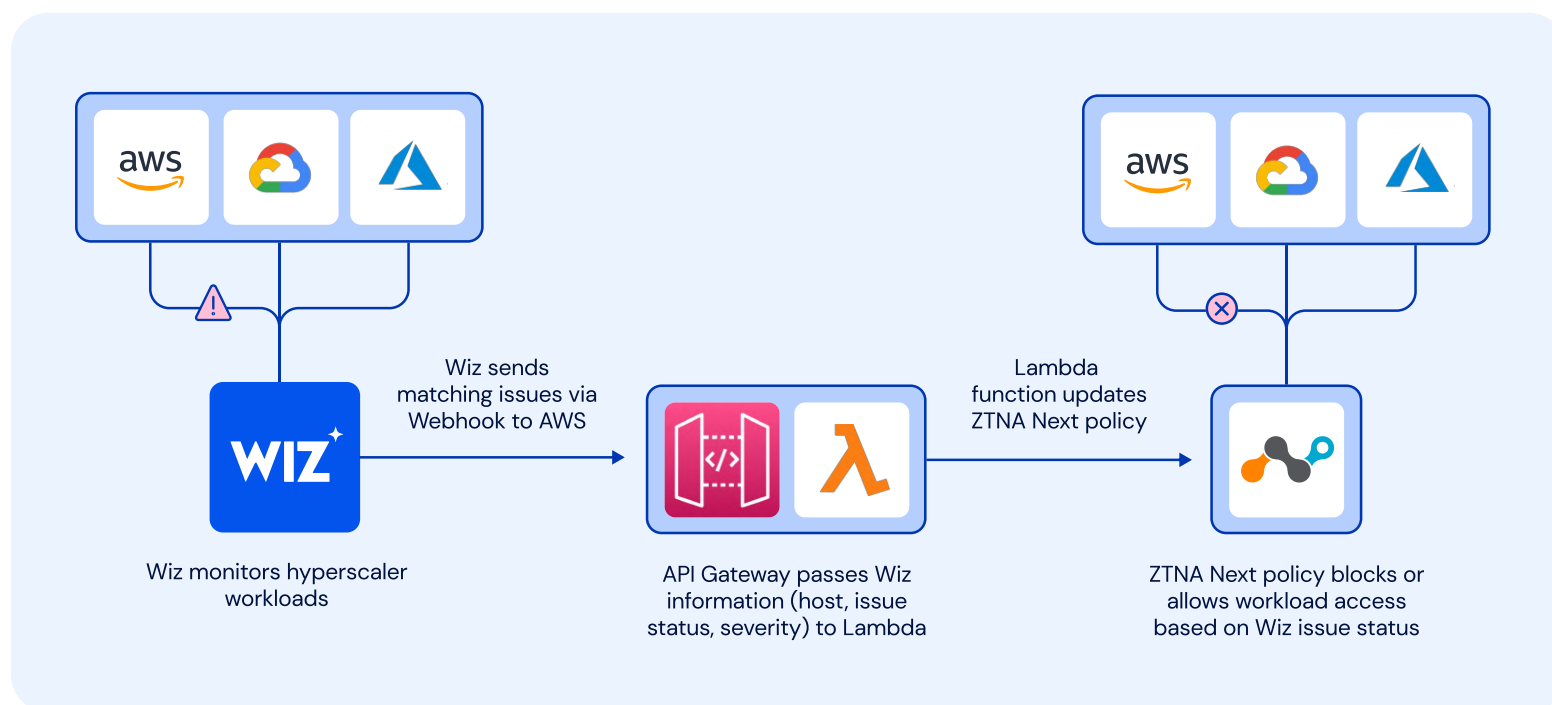 aws
aws
Wiz sends
matching issues via
Webhook to AWS
Lambda
function updates
ZTNA Next policy
WIZ
</>
Wiz monitors hyperscaler
workloads
API Gateway passes Wiz
information (host, issue
status, severity) to Lambda
ZTNA Next policy blocks or
allows workload access
based on Wiz issue status